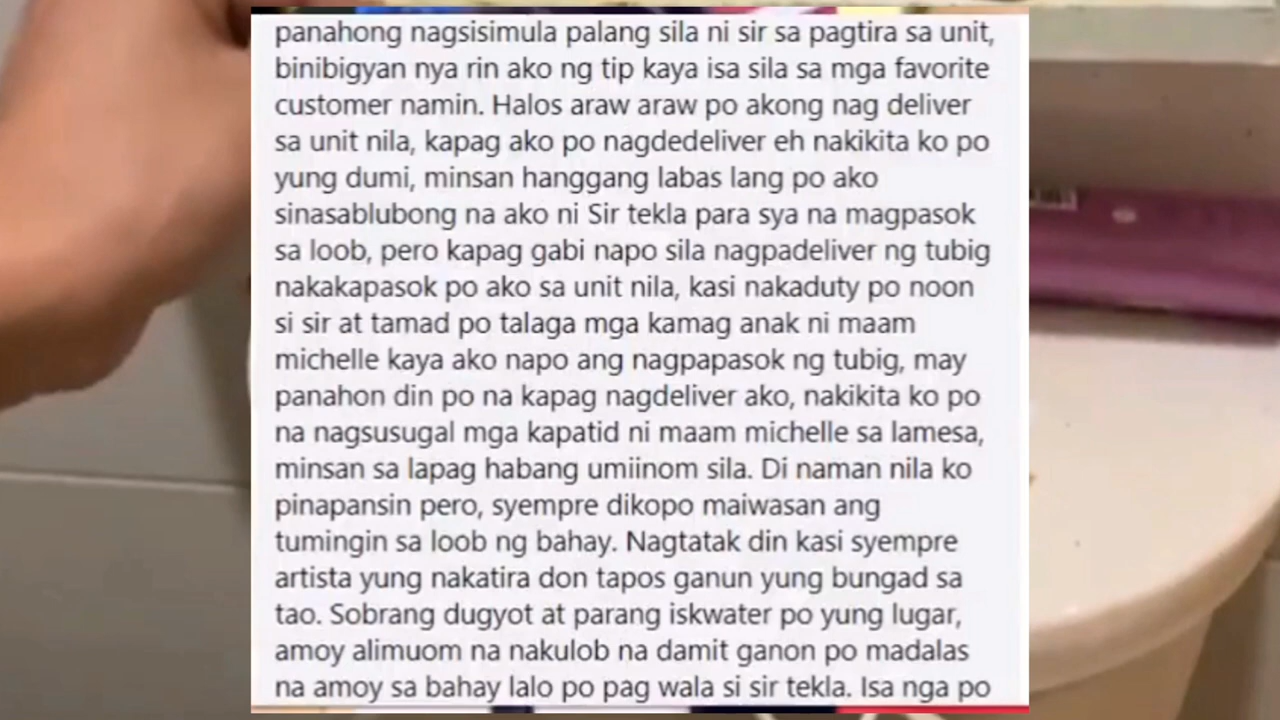 panahong nagsisimula palang sila ni sir sa pagtira sa unit,
binibigyan nya rin ako ng tip kaya isa sila sa mga favorite
customer namin. Halos araw araw po akong nag deliver
sa unit nila, kapag ako po nagdedeliver eh nakikita ko po
yung dumi, minsan hanggang labas lang po ako
sinasablubong na ako ni Sir tekla para sya na magpasok
sa loob, pero kapag gabi napo sila nagpadeliver ng tubig
nakakapasok po ako sa unit nila, kasi nakaduty po noon
si sir at tamad po talaga mga kamag anak ni maam
michelle kaya ako napo ang nagpapasok ng tubig, may
panahon din po na kapag nagdeliver ako, nakikita ko po
na nagsusugal mga kapatid ni maam michelle sa lamesa,
minsan sa lapag habang umiinom sila. Di naman nila ko
pinapansin pero, syempre dikopo maiwasan ang
tumingin sa loob ng bahay. Nagtatak din kasi syempre
artista yung nakatira don tapos ganun yung bungad sa
tao. Sobrang dugyot at parang iskwater po yung lugar,
amoy alimuom na nakulob na damit ganon po madalas
na amoy sa bahay lalo po pag wala si sir tekla. Isa nga po